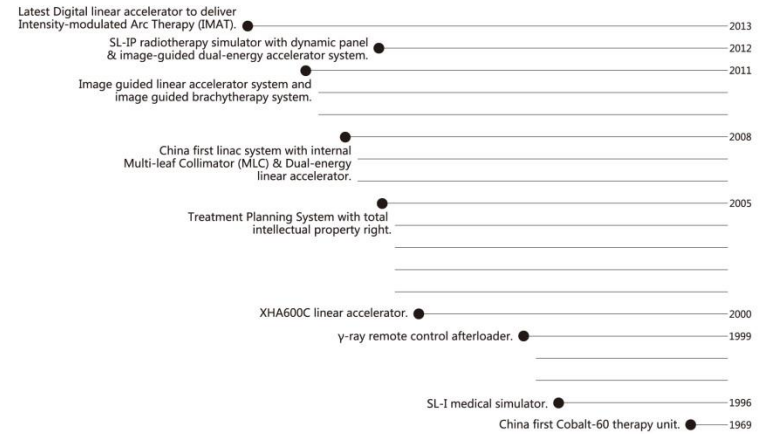 Latest Digital linear accelerator to deliver
Intensity-modulated Arc Therapy (IMAT).
2013
SL-IP radiotherapy simulator with dynamic panel
& image-guided dual-energy accelerator system.
2012
2011
Image guided linear accelerator system and
image guided brachytherapy system.
2008
China first linac system with internal
Multi-leaf Collimator (MLC) & Dual-energy
linear accelerator.
2005
Treatment Planning System with total
intellectual property right.
XHA600C linear accelerator.
2000
γ-ray remote control afterloader.
1999
SL-I medical simulator.
1996
China first Cobalt-60 therapy unit.
1969